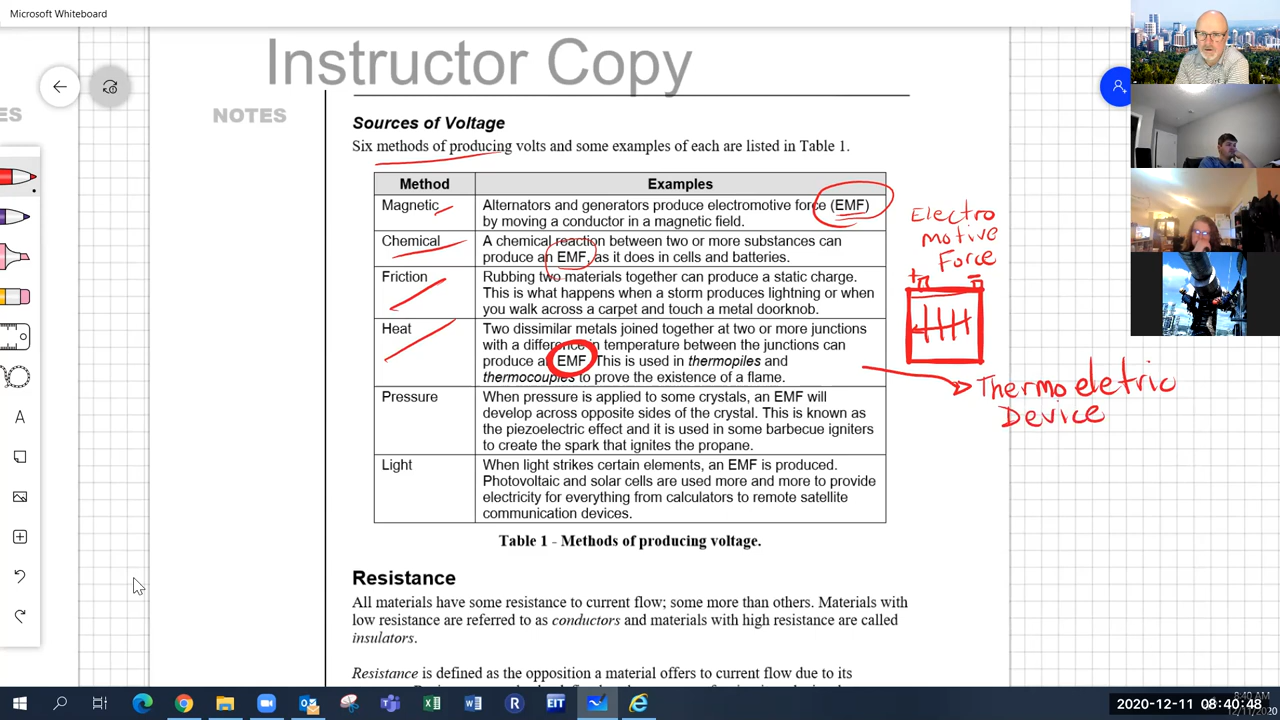 Microsoft Whiteboard
Instructor Copy
ES
NOTES
Sources of Voltage
Six methods of producing volts and some examples of each are listed in Table 1.
Method Examples
Magnetic Alternators and generators produce electromotive force (EMF)
by moving a conductor in a magnetic field.
Chemical A chemical reaction between two or more substances can
produce an EMF, as it does in cells and batteries.
Friction Rubbing two materials together can produce a static charge.
This is what happens when a storm produces lightning or when
you walk across a carpet and touch a metal doorknob.
Heat Two dissimilar metals joined together at two or more junctions
with a difference in temperature between the junctions can
produce an EMF. This is used in thermopiles and
thermocouples to prove the existence of a flame.
Pressure When pressure is applied to some crystals, an EMF will
develop across opposite sides of the crystal. This is known as
the piezoelectric effect and it is used in some barbecue igniters
to create the spark that ignites the propane.
Light When light strikes certain elements, an EMF is produced.
Photovoltaic and solar cells are used more and more to provide
electricity for everything from calculators to remote satellite
communication devices.
Table 1 - Methods of producing voltage.
Electro
motive
Force
+ −
Thermoeletric
Device
Resistance
All materials have some resistance to current flow; some more than others. Materials with
low resistance are referred to as conductors and materials with high resistance are called
insulators.
Resistance is defined as the opposition a material offers to current flow due to its
A
EIT
2020-12-11 08:40:48